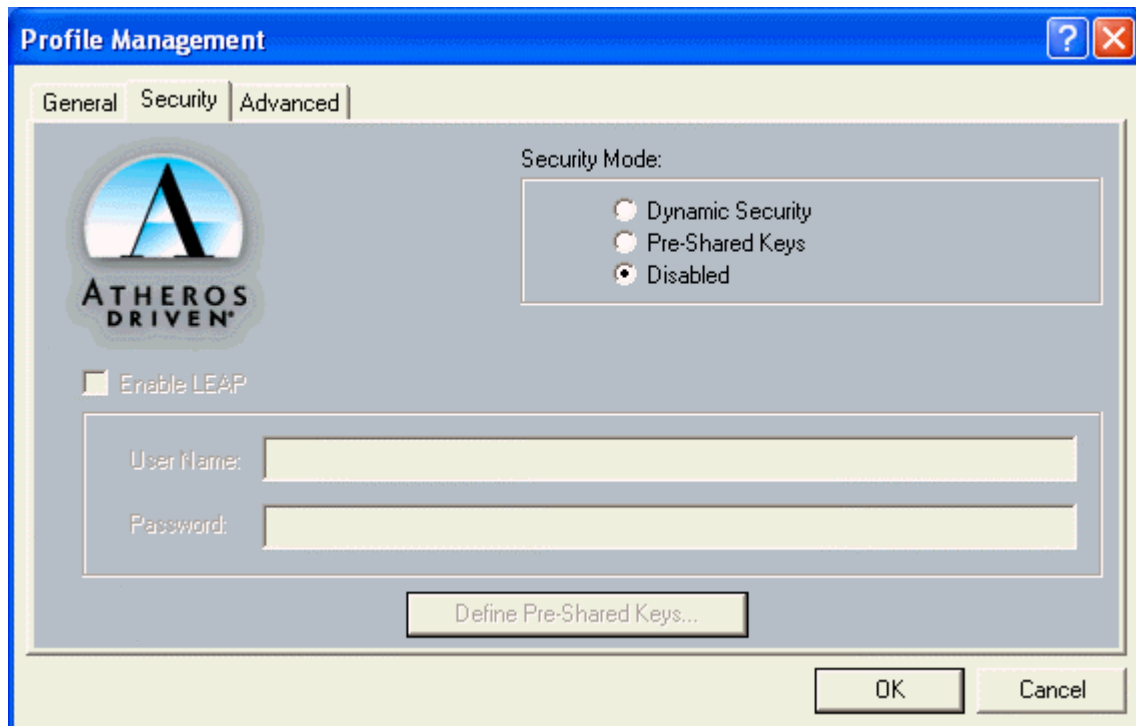 Profile Management
General Security Advanced
Security Mode:
Dynamic Security
Pre-Shared Keys
Disabled
A
ATHEROS
DRIVEN®
Enable LEAP
User Name:
Password:
Define Pre-Shared Keys...
OK Cancel